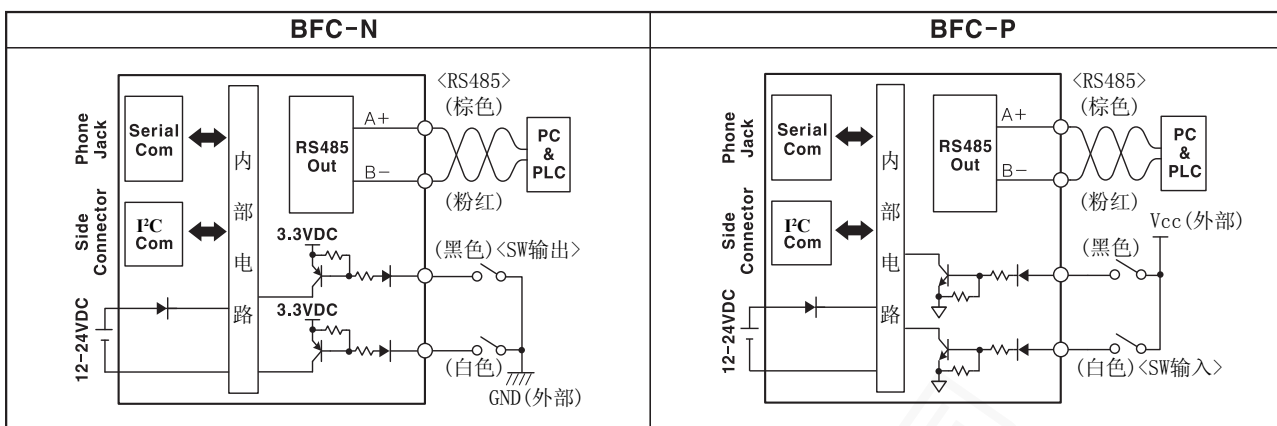 BFC-N
<RS485>
(棕色)
Phone Jack
Serial Com
内部电路
RS485 Out
A+
B-
PC & PLC
(粉红)
Side Connector
I²C Com
3.3VDC
(黑色)<SW输出>
12-24VDC
3.3VDC
(白色)
GND(外部)
BFC-P
<RS485>
(棕色)
Phone Jack
Serial Com
内部电路
RS485 Out
A+
B-
PC & PLC
(粉红)
Side Connector
I²C Com
Vcc(外部)
(黑色)
12-24VDC
(白色)<SW输入>